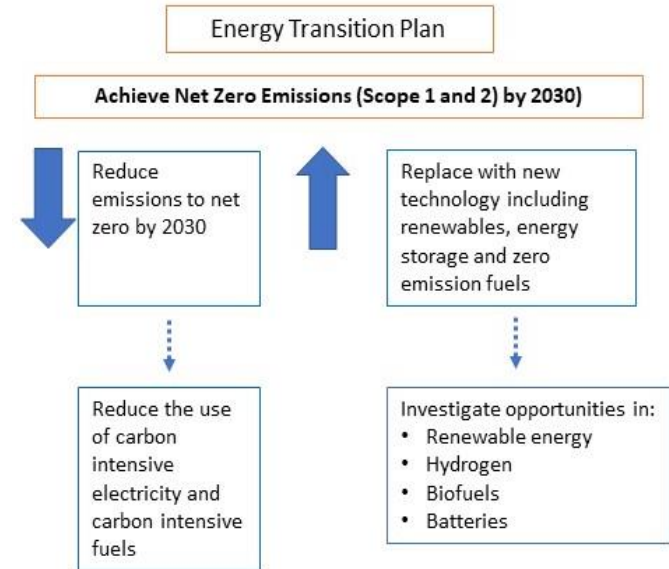 Energy Transition Plan
Achieve Net Zero Emissions (Scope 1 and 2) by 2030)
Reduce
emissions to net
zero by 2030
Replace with new
technology including
renewables, energy
storage and zero
emission fuels
Reduce the use
of carbon
intensive
electricity and
carbon intensive
fuels
Investigate opportunities in:
• Renewable energy
• Hydrogen
• Biofuels
• Batteries